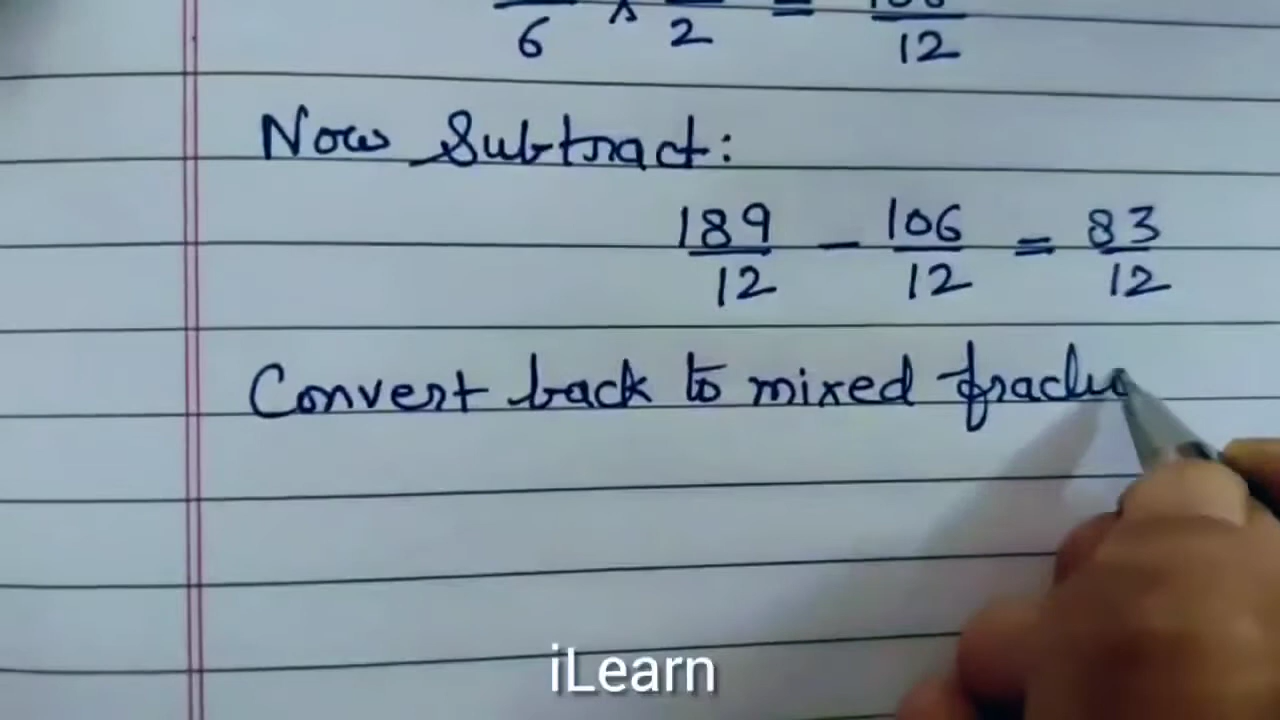 6 × 2 = 12
Now Subtract:
189/12 - 106/12 = 83/12
Convert back to mixed
iLearn